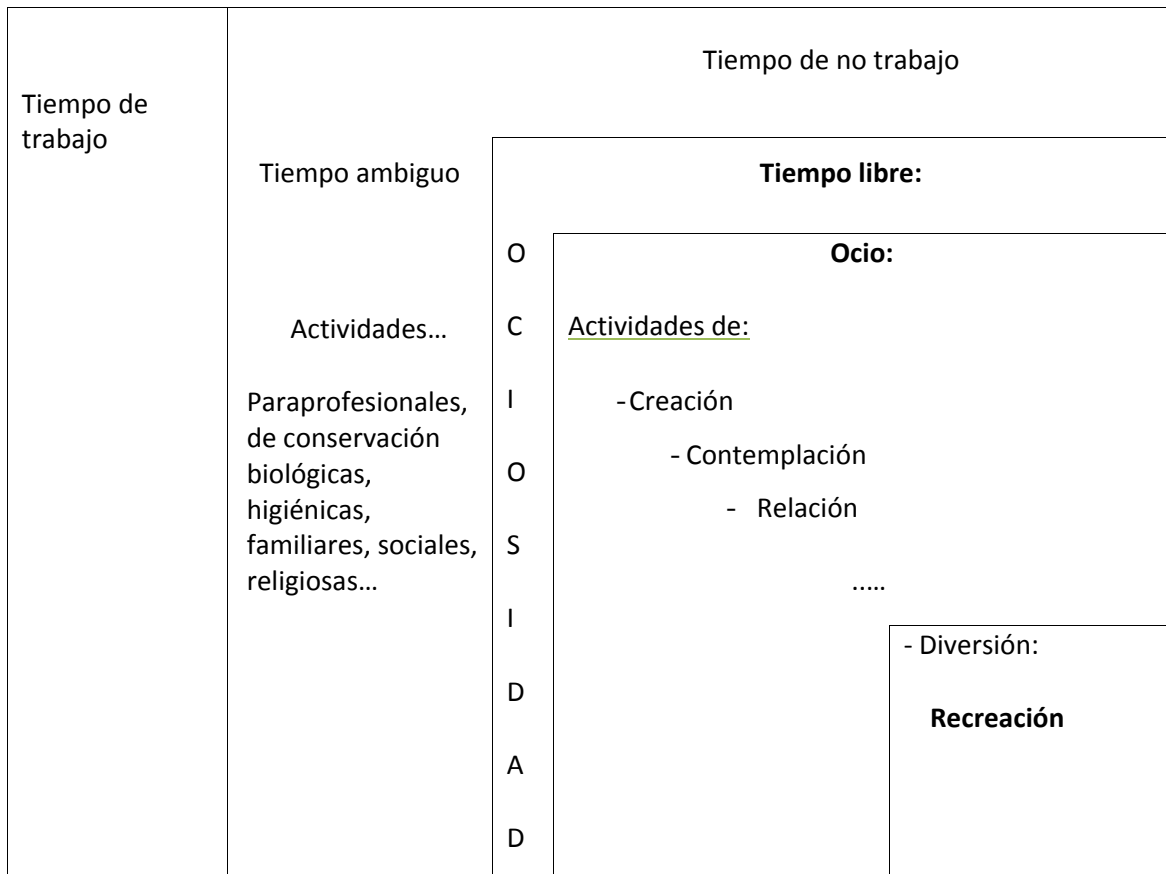 Tiempo de no trabajo
Tiempo de
trabajo
Tiempo ambiguo
Tiempo libre:
O
C
I
O
S
I
D
A
D
Ocio:
Actividades…
Actividades de:
Paraprofesionales,
de conservación
biológicas,
higiénicas,
familiares, sociales,
religiosas…
-Creación
- Contemplación
- Relación
.....
- Diversión:
Recreación